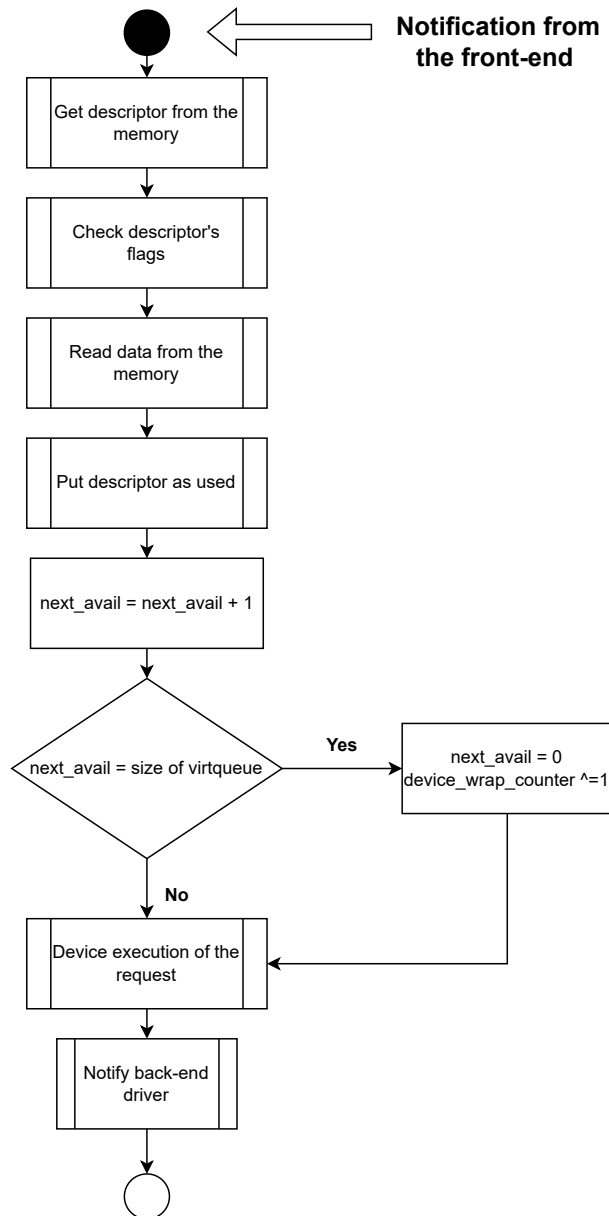 Notification from
the front-end
Get descriptor from the
memory
Check descriptor's
flags
Read data from the
memory
Put descriptor as used
next_avail = next_avail + 1
next_avail = size of virtqueue
Yes
next_avail = 0
device_wrap_counter ^=1
No
Device execution of the
request
Notify back-end
driver